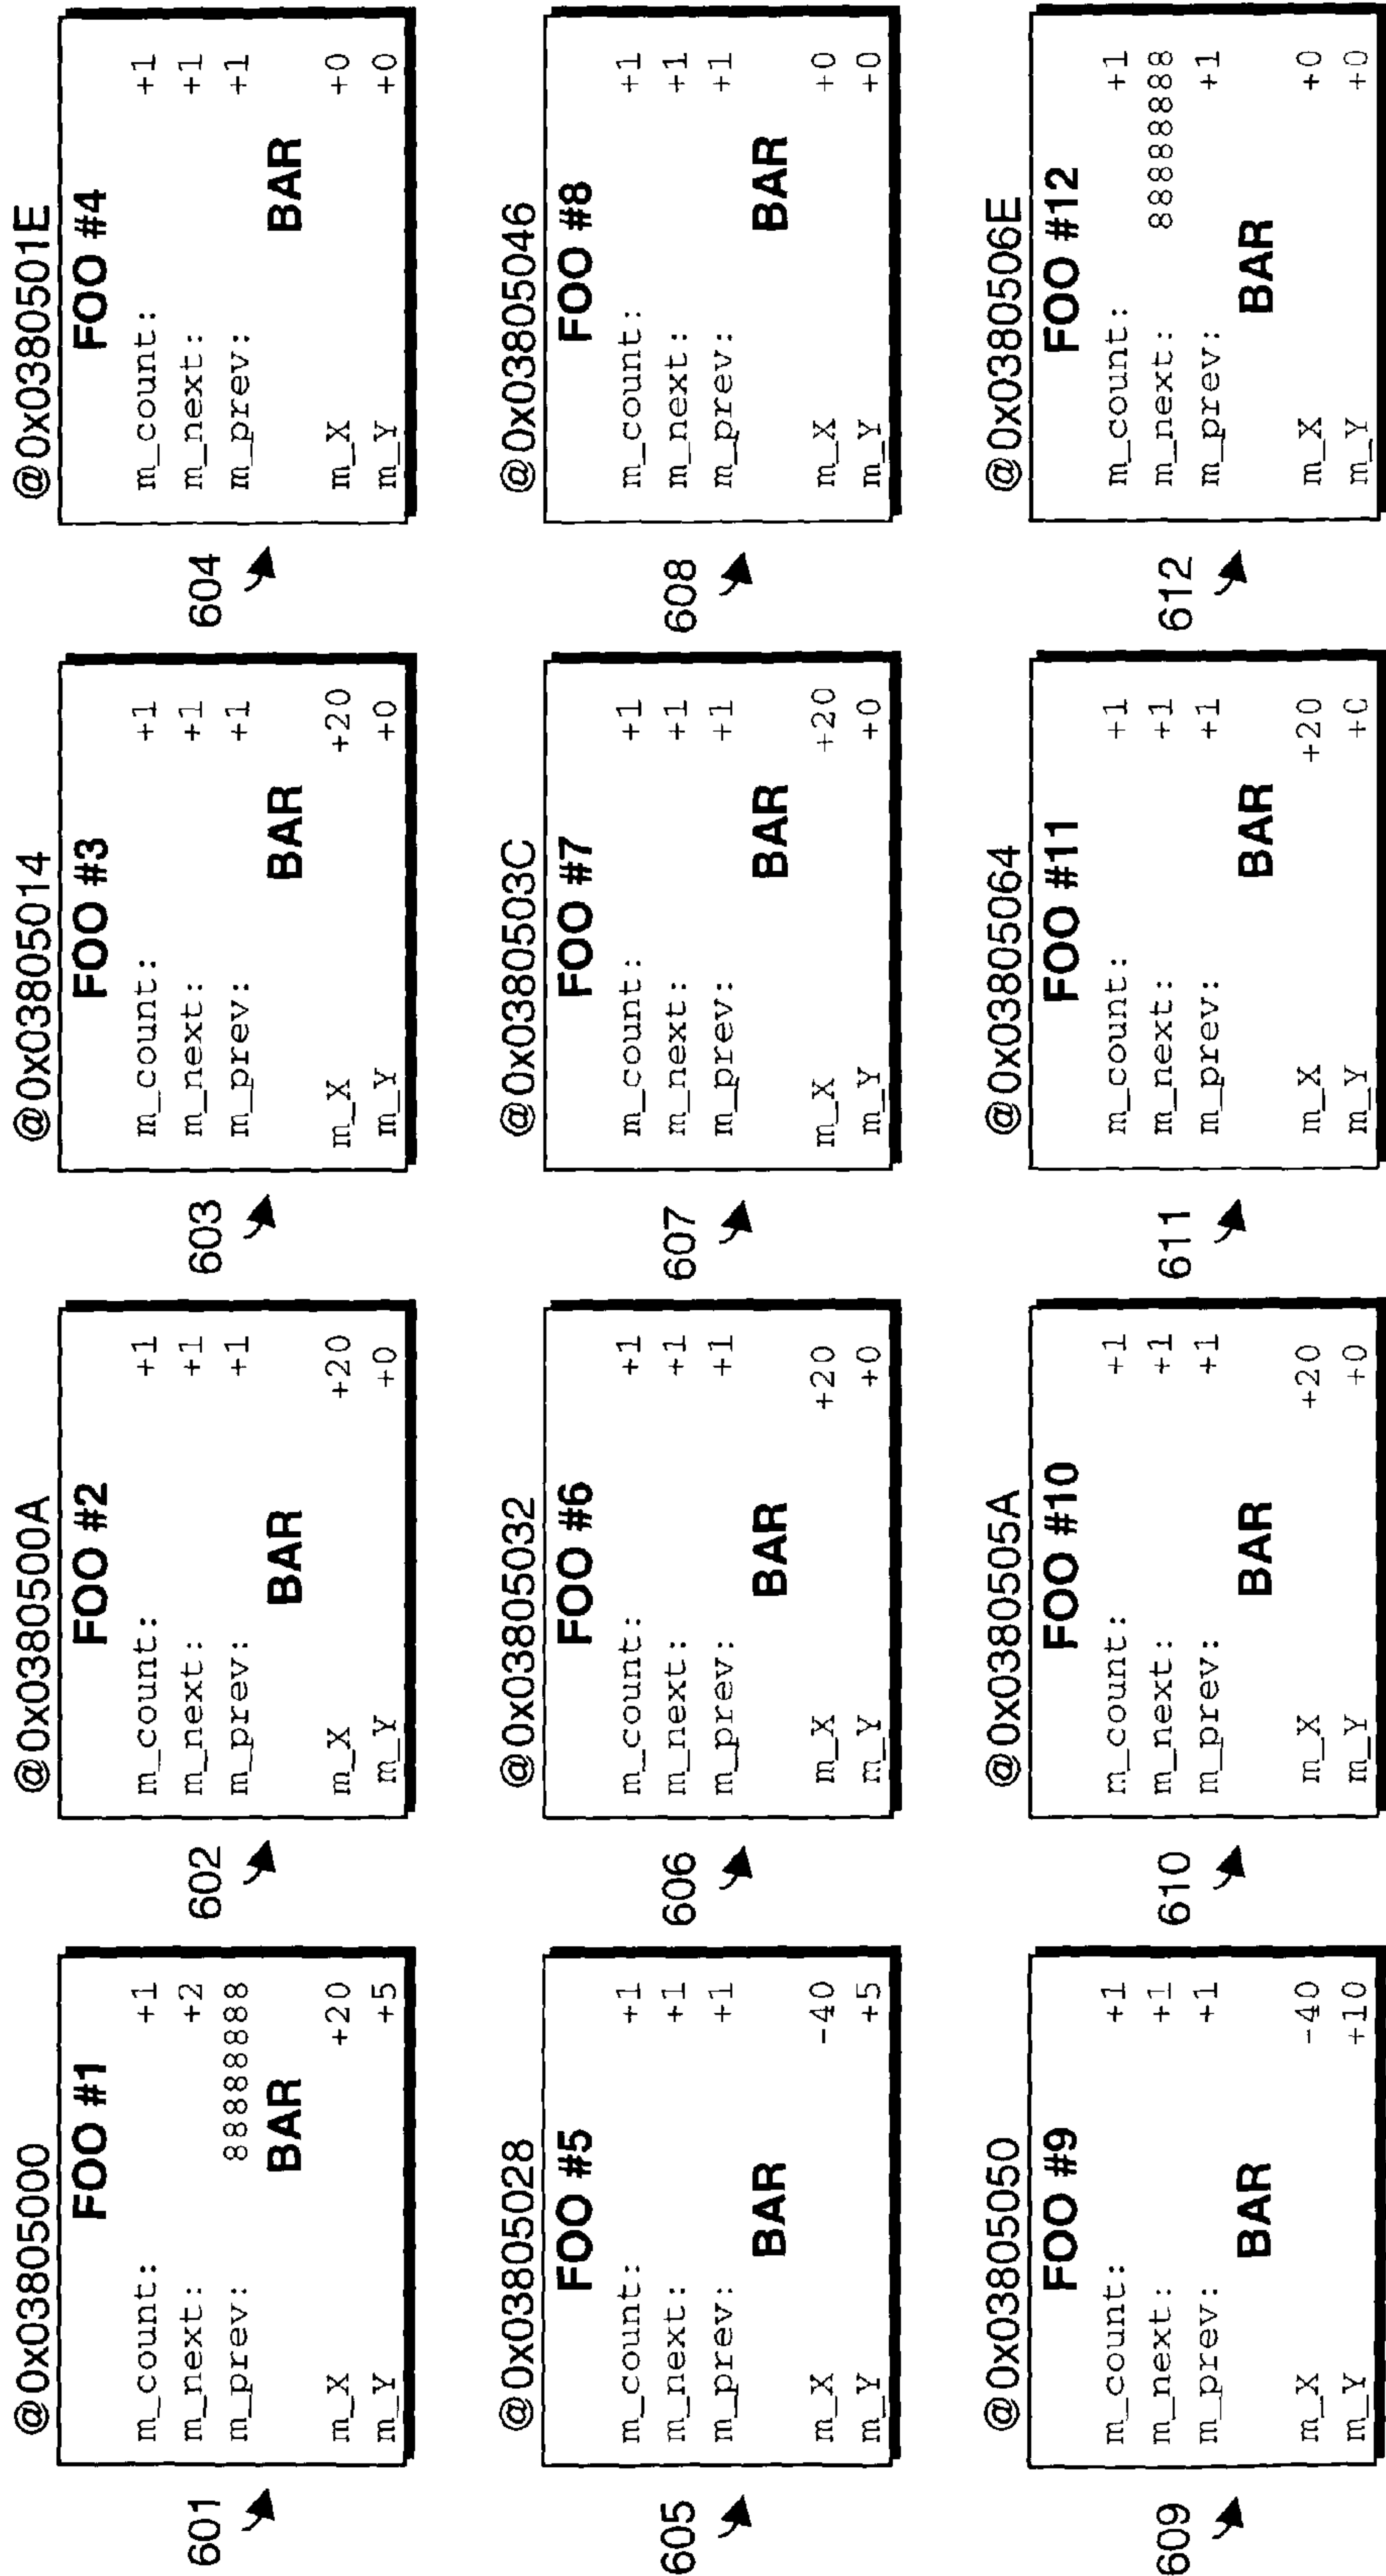 @0x03805000
FOO #1
m_count: +1
m_next: +2
m_prev: 88888888
BAR
m_X +20
m_Y +5
601
@0x0380500A
FOO #2
m_count: +1
m_next: +1
m_prev: +1
BAR
m_X +20
m_Y +0
602
@0x03805014
FOO #3
m_count: +1
m_next: +1
m_prev: +1
BAR
m_X +20
m_Y +0
603
@0x0380501E
FOO #4
m_count: +1
m_next: +1
m_prev: +1
BAR
m_X +0
m_Y +0
604
@0x03805028
FOO #5
m_count: +1
m_next: +1
m_prev: +1
BAR
m_X -40
m_Y +5
605
@0x03805032
FOO #6
m_count: +1
m_next: +1
m_prev: +1
BAR
m_X +20
m_Y +0
606
@0x0380503C
FOO #7
m_count: +1
m_next: +1
m_prev: +1
BAR
m_X +20
m_Y +0
607
@0x03805046
FOO #8
m_count: +1
m_next: +1
m_prev: +1
BAR
m_X +0
m_Y +0
608
@0x03805050
FOO #9
m_count: +1
m_next: +1
m_prev: +1
BAR
m_X -40
m_Y +10
609
@0x0380505A
FOO #10
m_count: +1
m_next: +1
m_prev: +1
BAR
m_X +20
m_Y +0
610
@0x03805064
FOO #11
m_count: +1
m_next: +1
m_prev: +1
BAR
m_X +20
m_Y +0
611
@0x0380506E
FOO #12
m_count: +1
m_next: 88888888
m_prev: +1
BAR
m_X +0
m_Y +0
612